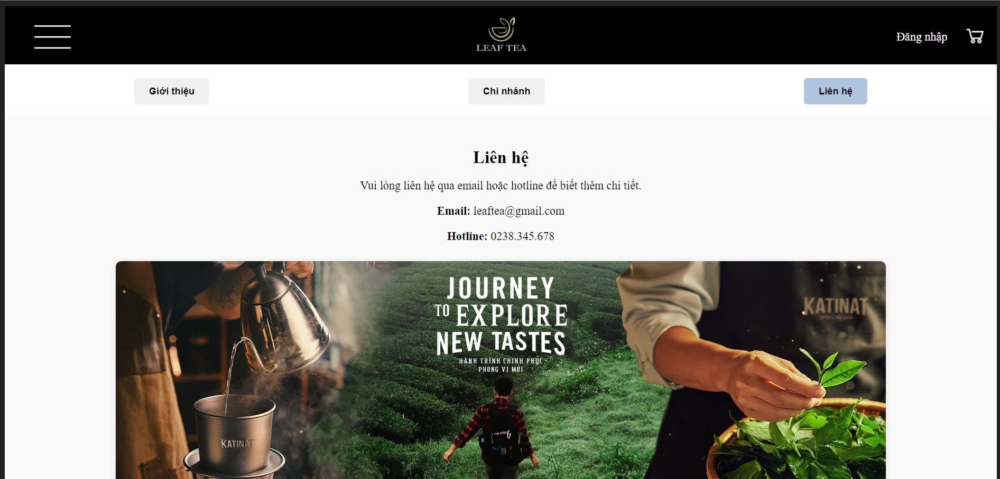 LEAF TEA
Đăng nhập
Giới thiệu
Chi nhánh
Liên hệ
Liên hệ
Vui lòng liên hệ qua email hoặc hotline để biết thêm chi tiết.
Email: leaftea@gmail.com
Hotline: 0238.345.678
JOURNEY
TO EXPLORE
NEW TASTES
HÀNH TRÌNH CHINH PHỤC
PHONG VỊ MỚI
KATINAT
KATINAT